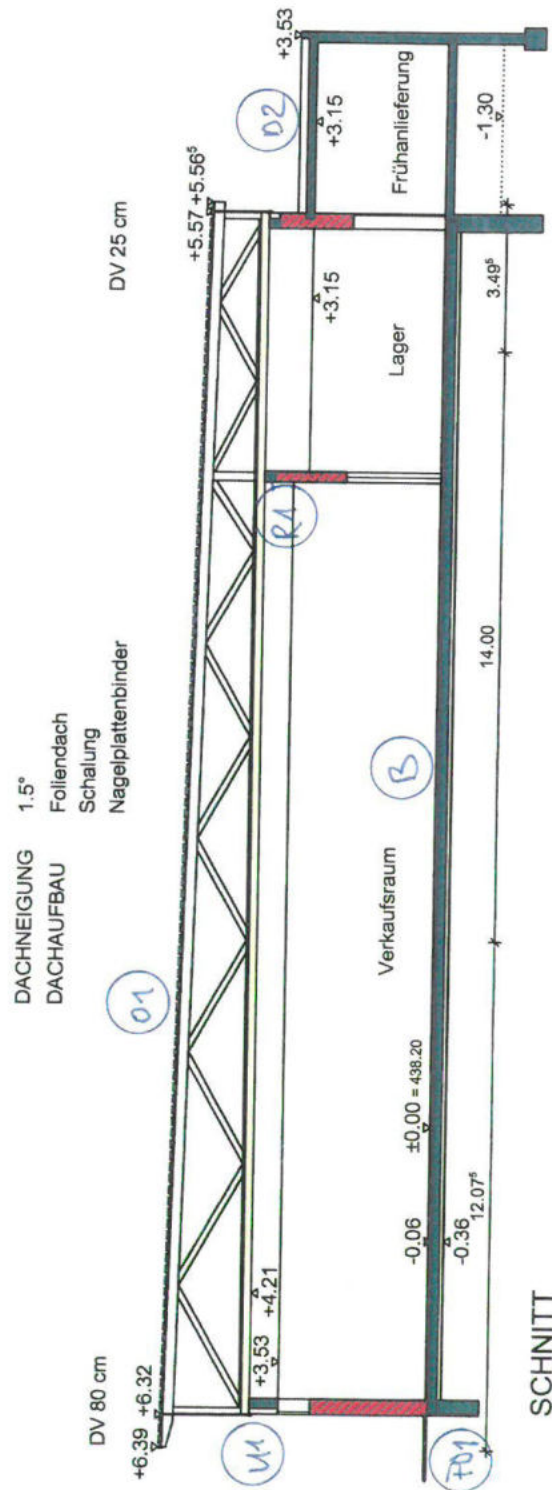 DACHNEIGUNG 1.5°
DACHAUFBAU Foliendach
Schalung
Nagelplattenbinder
DV 80 cm
DV 25 cm
+6.39 +6.32
D1
+5.57 +5.56⁵
D2
+3.53
U1
+3.53
+4.21
R1
+3.15
+3.15
Verkaufsraum
Lager
Frühanlieferung
-0.06
±0.00 = 438.20
B
-0.36
-1.30
12.07⁵
14.00
3.49⁵
SCHNITT